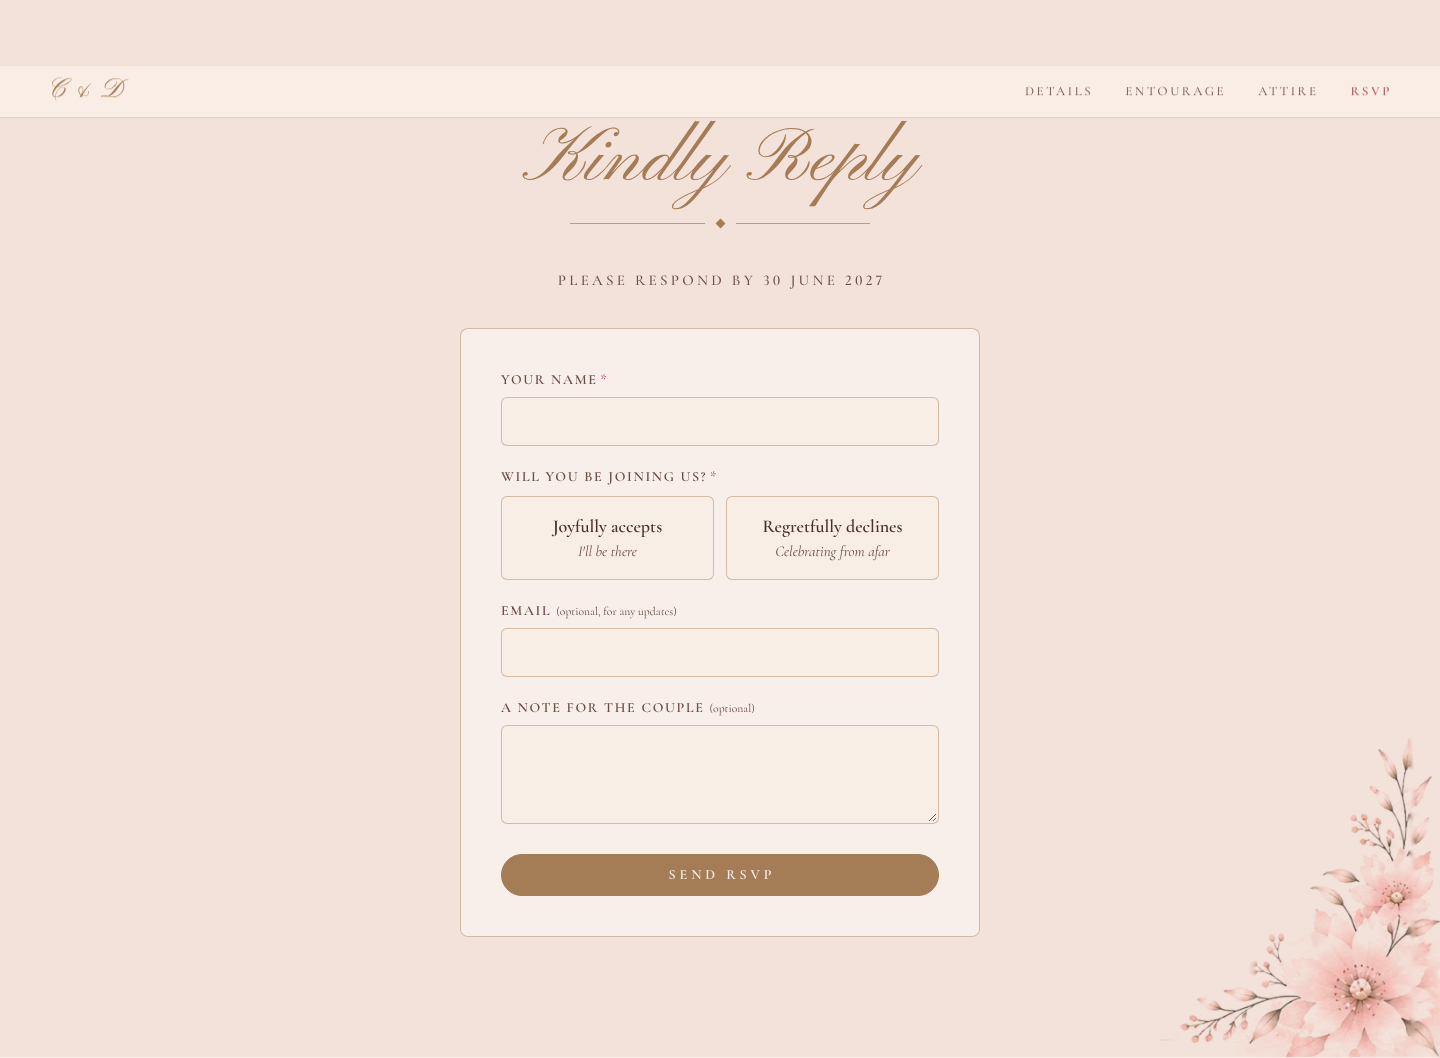 C & D
DETAILS ENTOURAGE ATTIRE RSVP
Kindly Reply
PLEASE RESPOND BY 30 JUNE 2027
YOUR NAME *
WILL YOU BE JOINING US? *
Joyfully accepts
I'll be there
Regretfully declines
Celebrating from afar
EMAIL (optional, for any updates)
A NOTE FOR THE COUPLE (optional)
SEND RSVP